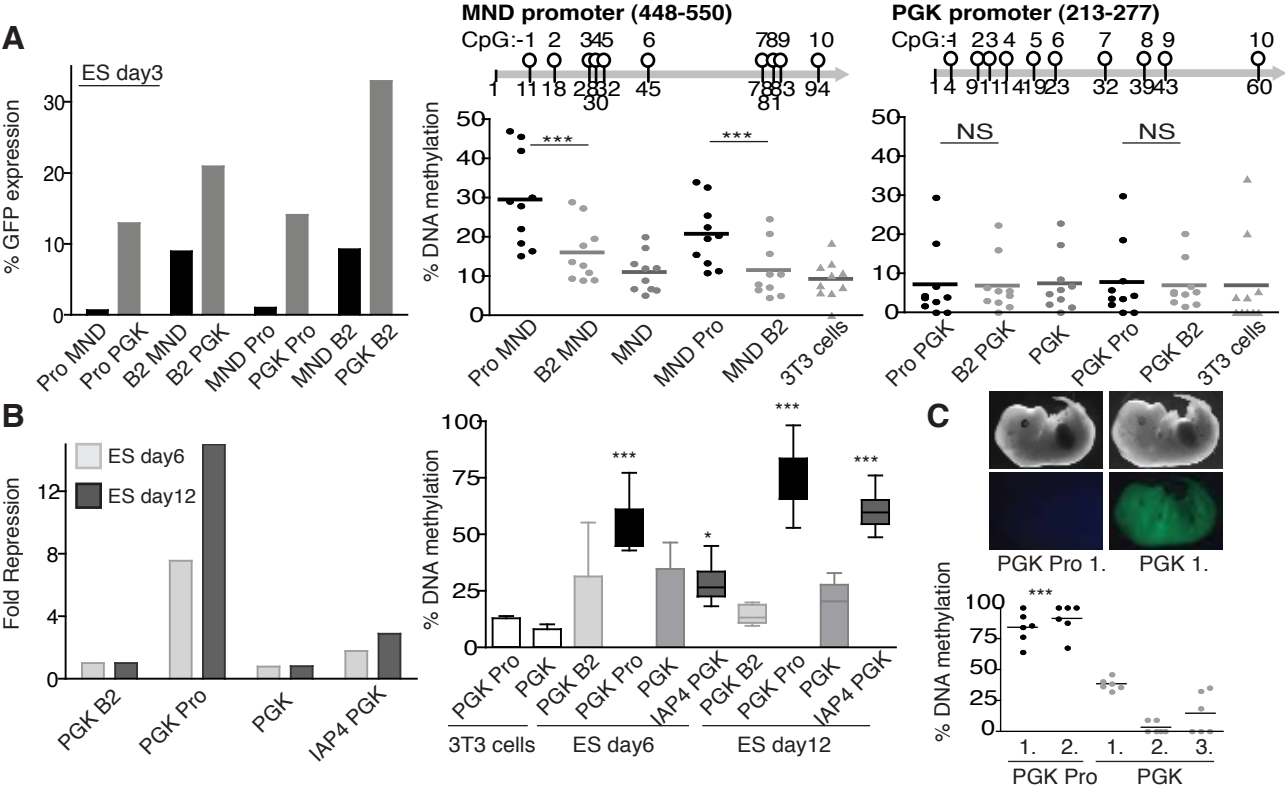 A
ES day3
% GFP expression
30
20
10
0
Pro MND
Pro PGK
B2 MND
B2 PGK
MND Pro
PGK Pro
MND B2
PGK B2
MND promoter (448-550)
CpG:-1 2 3 4 5 6 7 8 9 10
1 11 18 28 30 32 45 78 81 83 94
% DNA methylation
50
40
30
20
10
0
***
***
Pro MND
B2 MND
MND
MND Pro
MND B2
3T3 cells
PGK promoter (213-277)
CpG:-1 2 3 4 5 6 7 8 9 10
1 4 9 11 14 19 23 32 39 43 60
50
40
30
20
10
0
NS
NS
Pro PGK
B2 PGK
PGK
PGK Pro
PGK B2
3T3 cells
B
Fold Repression
12
8
4
0
ES day6
ES day12
PGK B2
PGK Pro
PGK
IAP4 PGK
% DNA methylation
100
75
50
25
0
***
*
***
***
PGK Pro
PGK
PGK B2
PGK Pro
PGK
IAP4 PGK
PGK B2
PGK Pro
PGK
IAP4 PGK
3T3 cells
ES day6
ES day12
C
PGK Pro 1.
PGK 1.
% DNA methylation
100
75
50
25
0
***
1. 2. 1. 2. 3.
PGK Pro
PGK